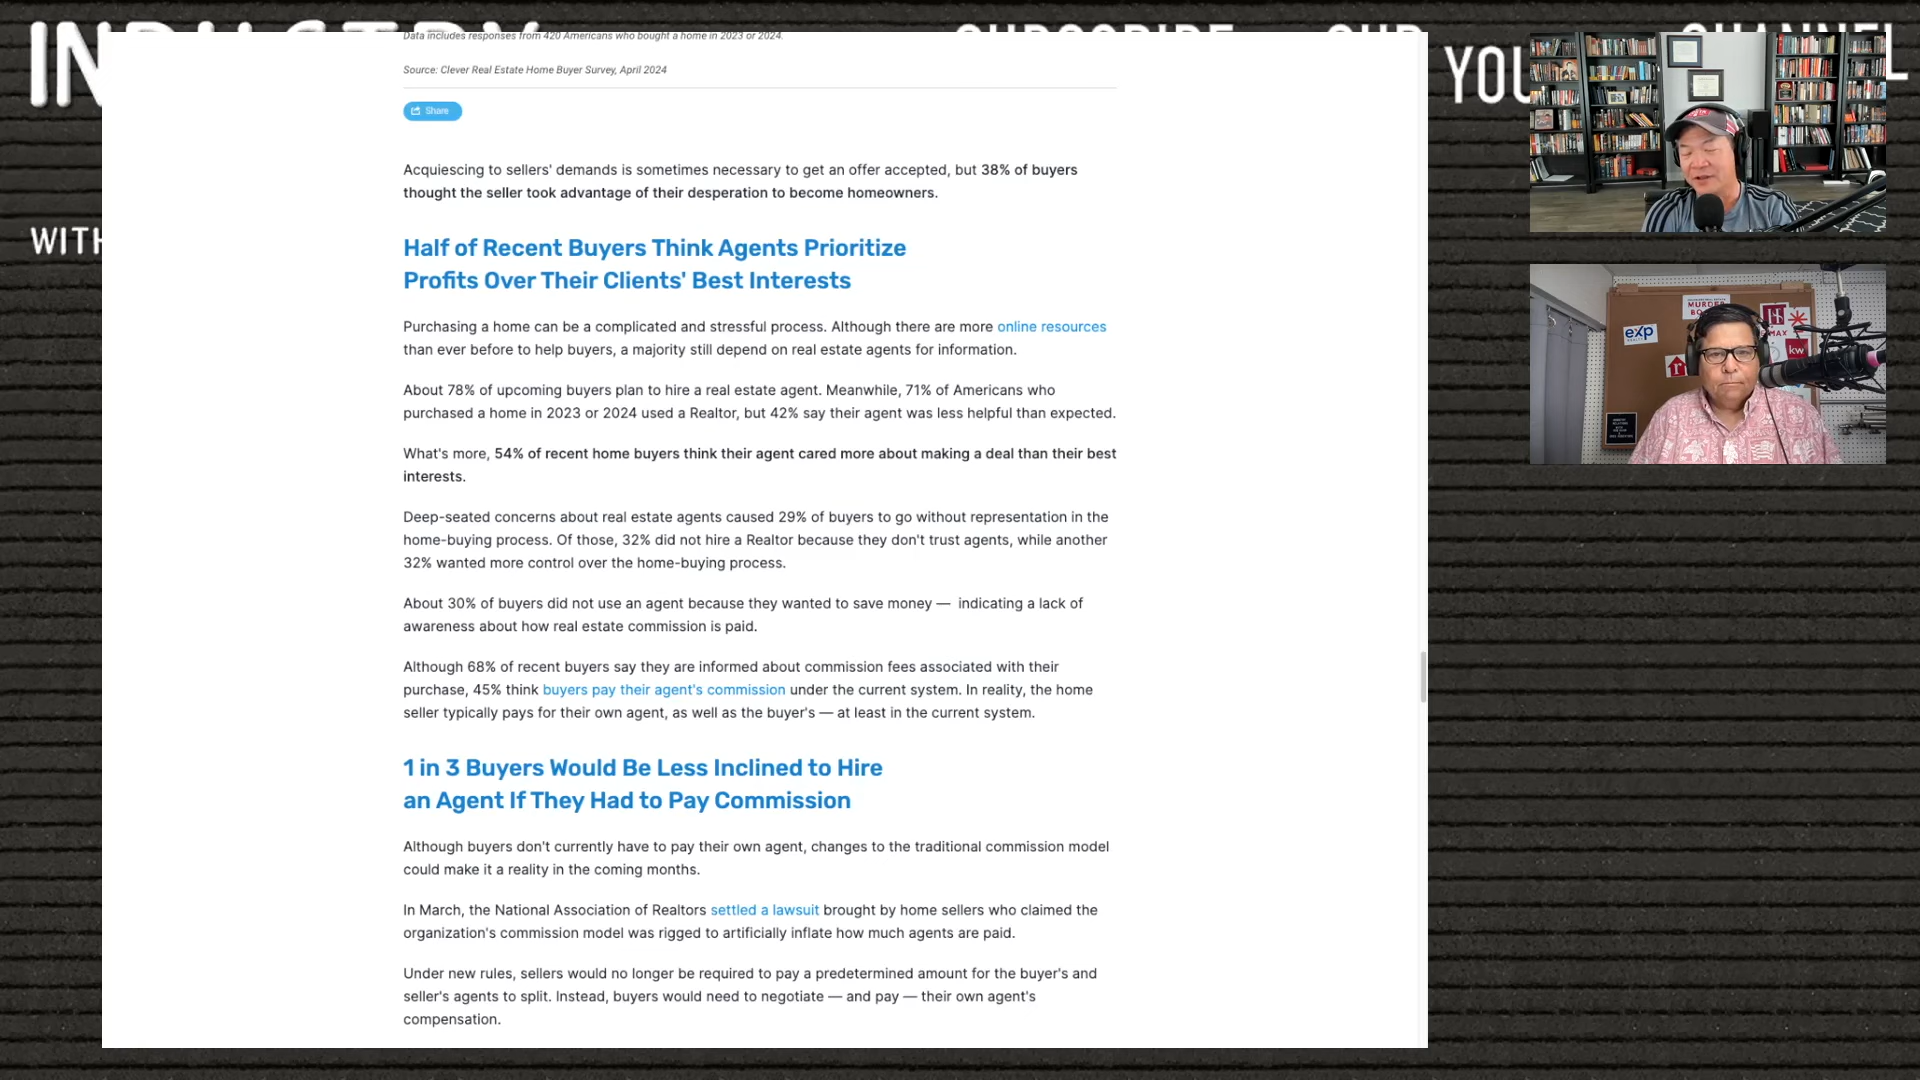 INDUSTRY
SUBSCRIBE OUR
CHANNEL
YOU
WITH
Data includes responses from 420 Americans who bought a home in 2023 or 2024.
Source: Clever Real Estate Home Buyer Survey, April 2024
Share
Acquiescing to sellers' demands is sometimes necessary to get an offer accepted, but 38% of buyers
thought the seller took advantage of their desperation to become homeowners.
Half of Recent Buyers Think Agents Prioritize
Profits Over Their Clients' Best Interests
Purchasing a home can be a complicated and stressful process. Although there are more online resources
than ever before to help buyers, a majority still depend on real estate agents for information.
About 78% of upcoming buyers plan to hire a real estate agent. Meanwhile, 71% of Americans who
purchased a home in 2023 or 2024 used a Realtor, but 42% say their agent was less helpful than expected.
What's more, 54% of recent home buyers think their agent cared more about making a deal than their best
interests.
Deep-seated concerns about real estate agents caused 29% of buyers to go without representation in the
home-buying process. Of those, 32% did not hire a Realtor because they don't trust agents, while another
32% wanted more control over the home-buying process.
About 30% of buyers did not use an agent because they wanted to save money — indicating a lack of
awareness about how real estate commission is paid.
Although 68% of recent buyers say they are informed about commission fees associated with their
purchase, 45% think buyers pay their agent's commission under the current system. In reality, the home
seller typically pays for their own agent, as well as the buyer's — at least in the current system.
1 in 3 Buyers Would Be Less Inclined to Hire
an Agent If They Had to Pay Commission
Although buyers don't currently have to pay their own agent, changes to the traditional commission model
could make it a reality in the coming months.
In March, the National Association of Realtors settled a lawsuit brought by home sellers who claimed the
organization's commission model was rigged to artificially inflate how much agents are paid.
Under new rules, sellers would no longer be required to pay a predetermined amount for the buyer's and
seller's agents to split. Instead, buyers would need to negotiate — and pay — their own agent's
compensation.
MURDER
exp
MAX
kw